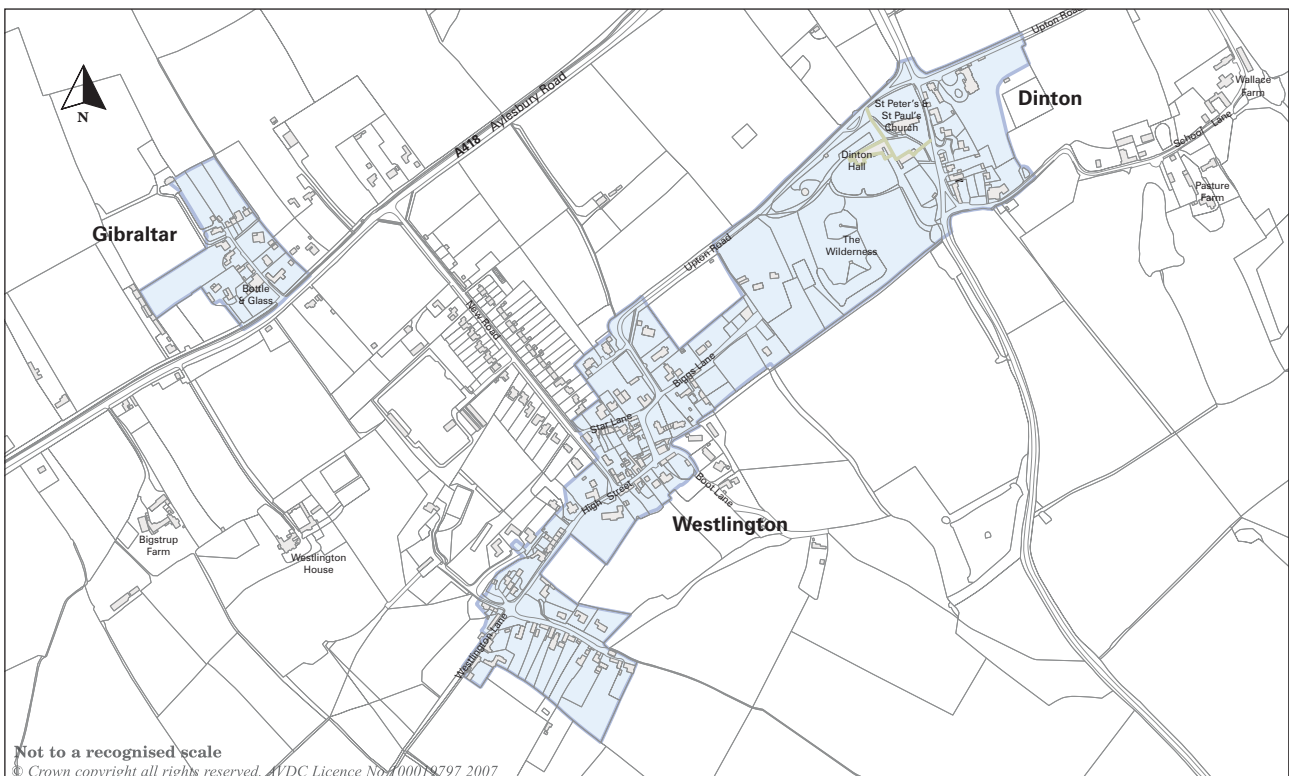 Upton Road
Wallace
Farm
Dinton
St Peter's &
St Paul's
Church
School Lane
A418 Aylesbury Road
Dinton
Hall
Pasture
Farm
N
Gibraltar
The
Wilderness
Upton Road
Bottle
& Glass
New Road
Biggs Lane
Star Lane
High Street
Boot Lane
Westlington
Bigstrup
Farm
Westlington
House
Westlington Lane
Not to a recognised scale
© Crown copyright all rights reserved. AVDC Licence No 100019797 2007